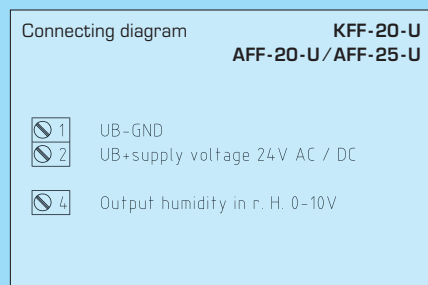 Connecting diagram KFF-20-U
AFF-20-U/AFF-25-U
1 UB-GND
2 UB+supply voltage 24V AC / DC
4 Output humidity in r. H. 0-10V